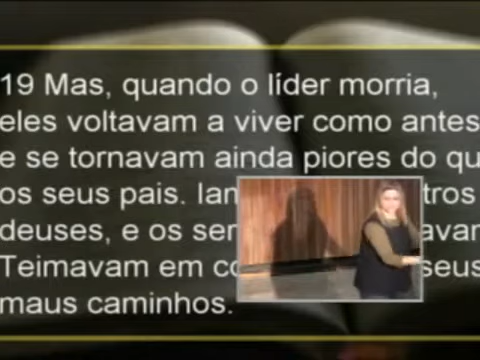 19 Mas, quando o líder morria,
eles voltavam a viver como antes
e se tornavam ainda piores do
os seus pais.
deuses, e os
Teimavam em
maus caminhos.